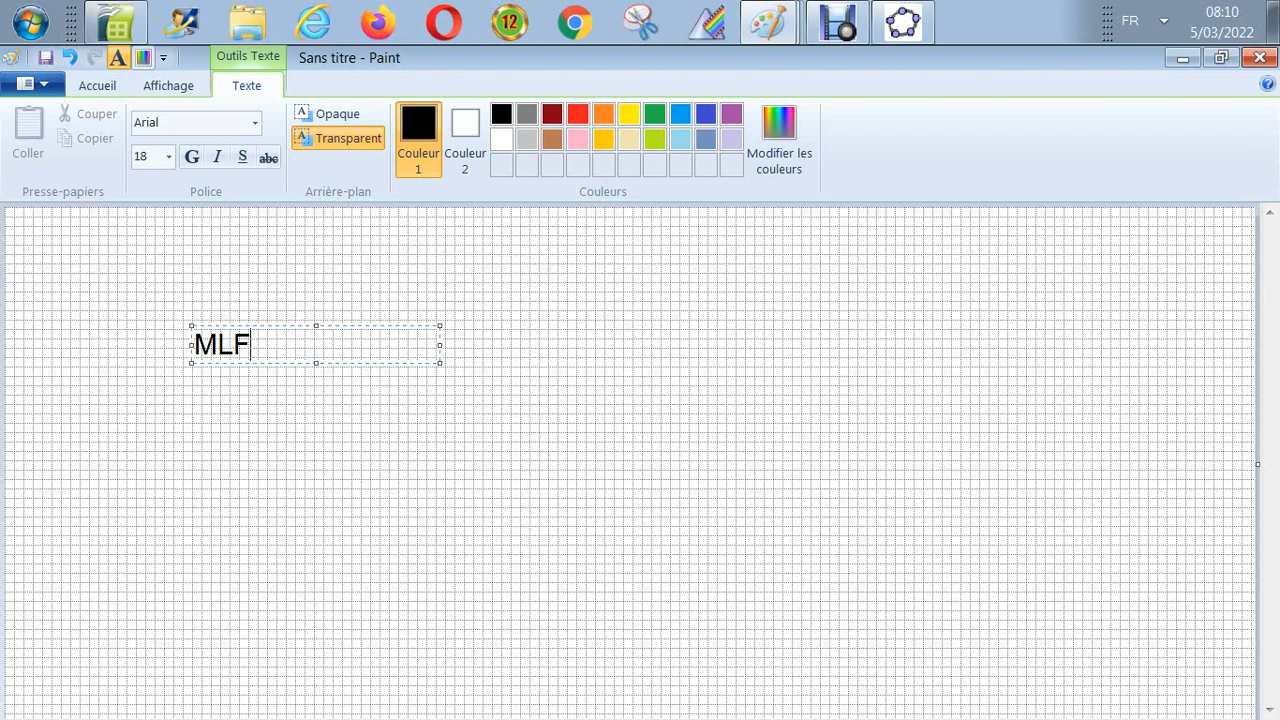 12
FR
08:10
5/03/2022
Outils Texte
Sans titre - Paint
Accueil
Affichage
Texte
Coller
Couper
Copier
Presse-papiers
Arial
18
G I S abc
Police
Opaque
Transparent
Arrière-plan
Couleur
1
Couleur
2
Modifier les
couleurs
Couleurs
MLF